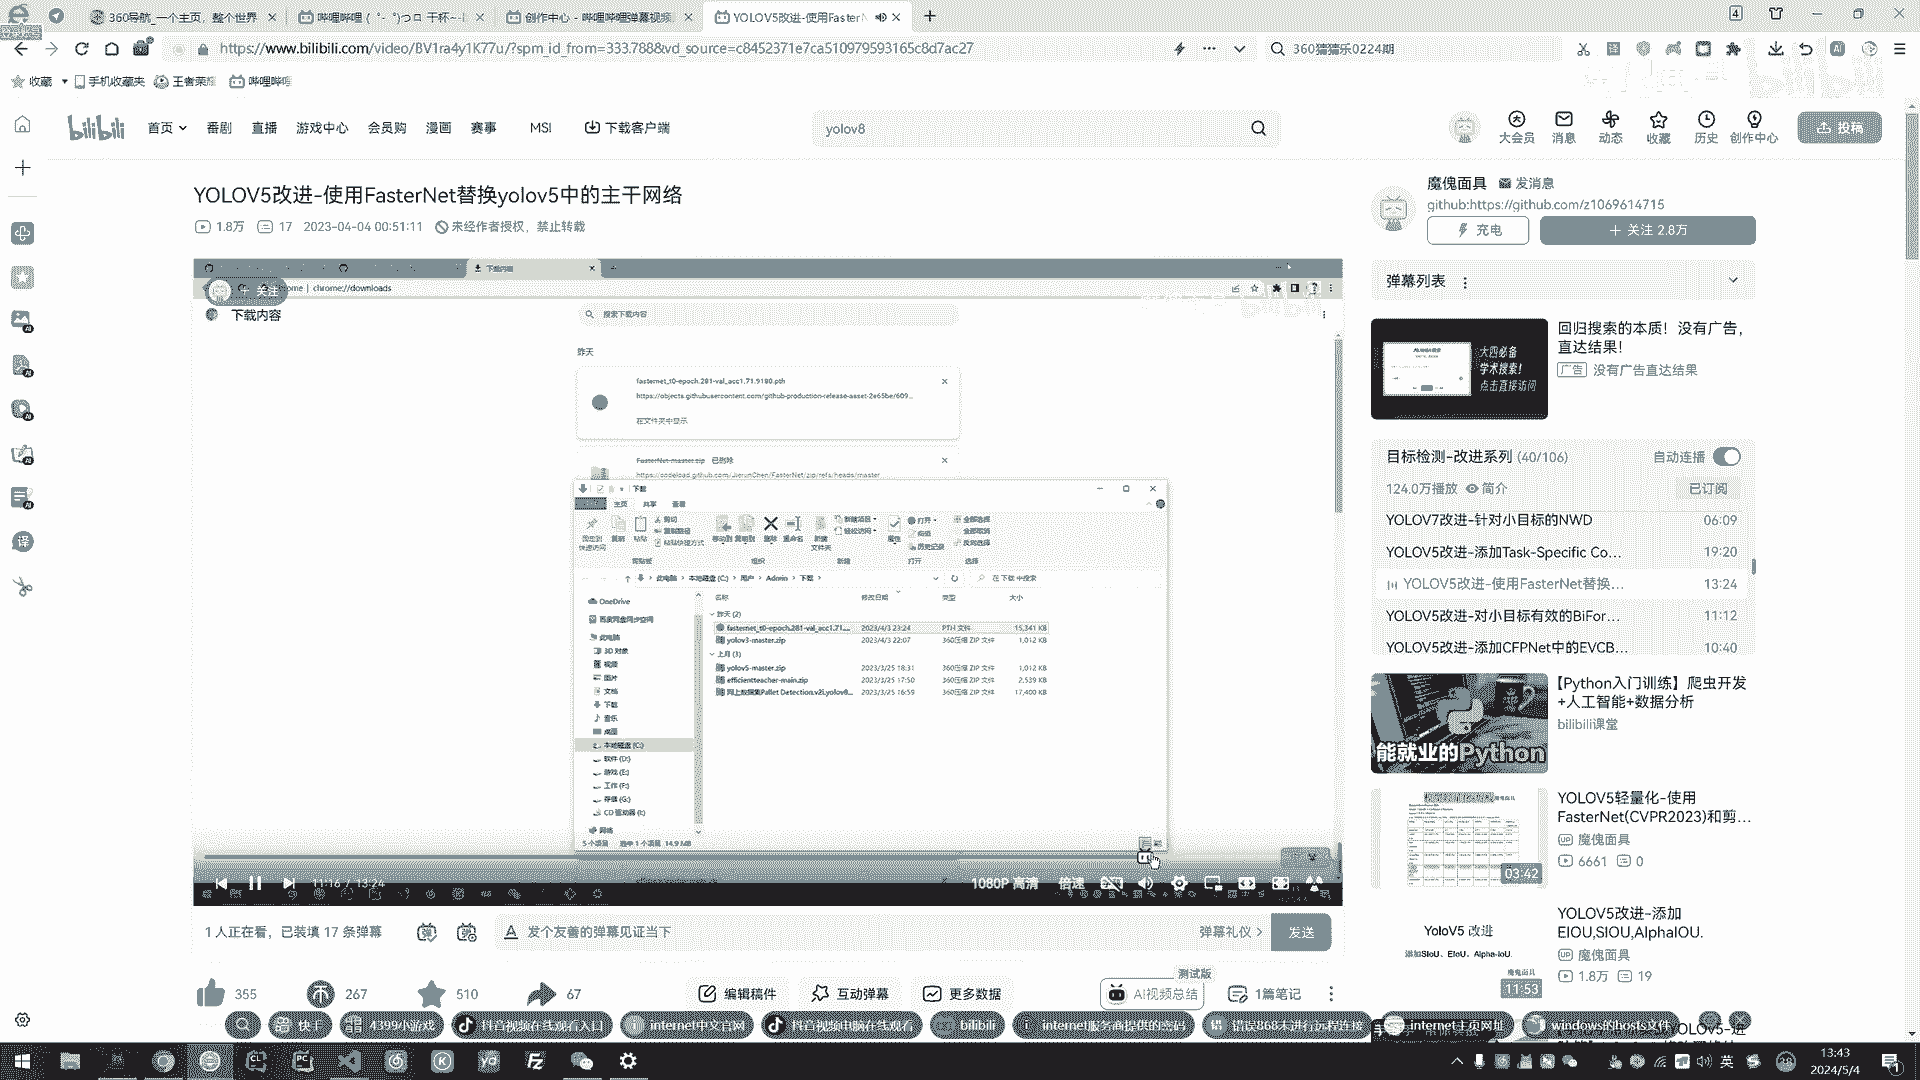 360导航_一个主页，整个世界
哔哩哔哩 (゜-゜)つロ 干杯~-
创作中心 - 哔哩哔哩弹幕视频
YOLOV5改进-使用Faster
4
https://www.bilibili.com/video/BV1ra4y1K77u/?spm_id_from=333.788&vd_source=c8452371e7ca510979593165c8d7ac27
360猜猜乐0224期
收藏
手机收藏夹
王者荣耀
哔哩哔哩
bilibili
首页
番剧
直播
游戏中心
会员购
漫画
赛事
MSI
下载客户端
yolov8
大会员
消息
动态
收藏
历史
创作中心
投稿
YOLOV5改进-使用FasterNet替换yolov5中的主干网络
1.8万 17 2023-04-04 00:51:11 未经作者授权，禁止转载
魔傀面具 发消息
github:https://github.com/z1069614715
充电
+ 关注 2.8万
下载内容
+ 关注
chrome://downloads
下载内容
搜索下载内容
昨天
fasternet_t0-epoch.281-val_acc1.71.9180.pth
https://objects.githubusercontent.com/github-production-release-asset-2e65be/609...
在文件夹中显示
FasterNet-master.zip 已删除
https://codeload.github.com/JierunChen/FasterNet/zip/refs/heads/master
下载
主页 共享 查看
此电脑 > 本地磁盘 (C:) > 用户 > Admin > 下载
在 下载 中搜索
名称 修改日期 类型 大小
昨天 (2)
fasternet_t0-epoch.281-val_acc1.71.... 2023/4/3 23:24 PTH 文件 15,341 KB
yolov3-master.zip 2023/4/3 22:07 360压缩 ZIP 文件 1,012 KB
上月 (3)
yolov5-master.zip 2023/3/25 18:31 360压缩 ZIP 文件 1,012 KB
efficientteacher-main.zip 2023/3/25 17:50 360压缩 ZIP 文件 2,539 KB
网上数据集Pallet Detection.v2i.yolov8... 2023/3/25 16:59 360压缩 ZIP 文件 17,400 KB
OneDrive
此电脑
3D 对象
视频
图片
文档
下载
音乐
桌面
本地磁盘 (C:)
软件 (D:)
游戏 (E:)
工作 (F:)
存储 (G:)
CD 驱动器 (I:)
网络
5 个项目 选中 1 个项目 14.9 MB
11:16 / 13:24
1080P 高清
倍速
弹幕列表
回归搜索的本质！没有广告，
直达结果！
广告 没有广告直达结果
大四必备
学术搜索!
点击直接访问
目标检测-改进系列 (40/106)
自动连播
124.0万播放 简介
已订阅
YOLOV7改进-针对小目标的NWD 06:09
YOLOV5改进-添加Task-Specific Co... 19:20
YOLOV5改进-使用FasterNet替换... 13:24
YOLOV5改进-对小目标有效的BiFor... 11:12
YOLOV5改进-添加CFPNet中的EVCB... 10:40
能就业的Python
【Python入门训练】爬虫开发
+人工智能+数据分析
bilibili课堂
03:42
YOLOV5轻量化-使用
FasterNet(CVPR2023)和剪...
魔傀面具
6661 0
YoloV5 改进
添加SIoU、EIoU、Alpha-IoU.
魔傀面具
11:53
YOLOV5改进-添加
EIOU,SIOU,AlphaIOU.
魔傀面具
1.8万 19
1 人正在看，已装填 17 条弹幕
发个友善的弹幕见证当下
弹幕礼仪 >
发送
355
267
510
67
编辑稿件
互动弹幕
更多数据
测试版
AI视频总结
1篇笔记
快手
4399小游戏
抖音视频在线观看入口
internet中文官网
抖音视频电脑在线观看
bilibili
internet服务商提供的密码
错误868未进行远程连接
internet主页网址
windows的hosts文件
英
13:43
2024/5/4